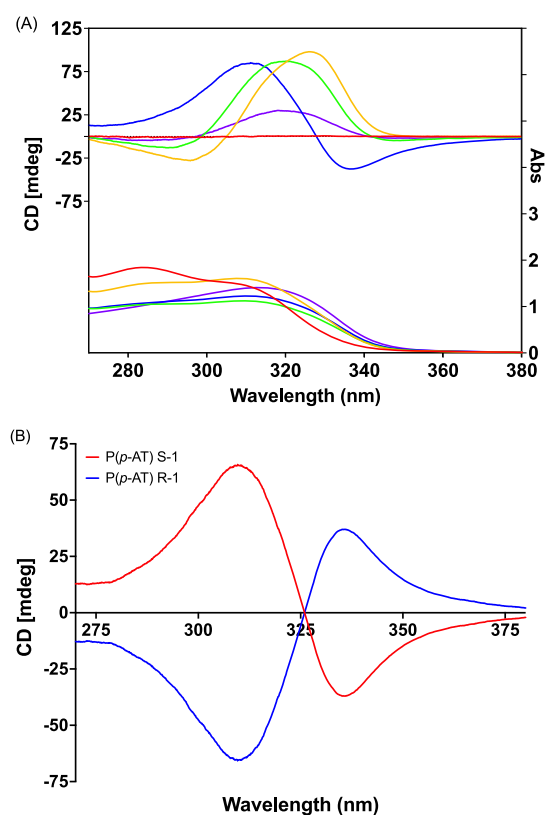 (A)
125
75
25
-25
-75
CD [mdeg]
Abs
3
2
1
0
280 300 320 340 360 380
Wavelength (nm)
(B)
75
50
25
0
-25
-50
-75
CD [mdeg]
P(p-AT) S-1
P(p-AT) R-1
275 300 325 350 375
Wavelength (nm)